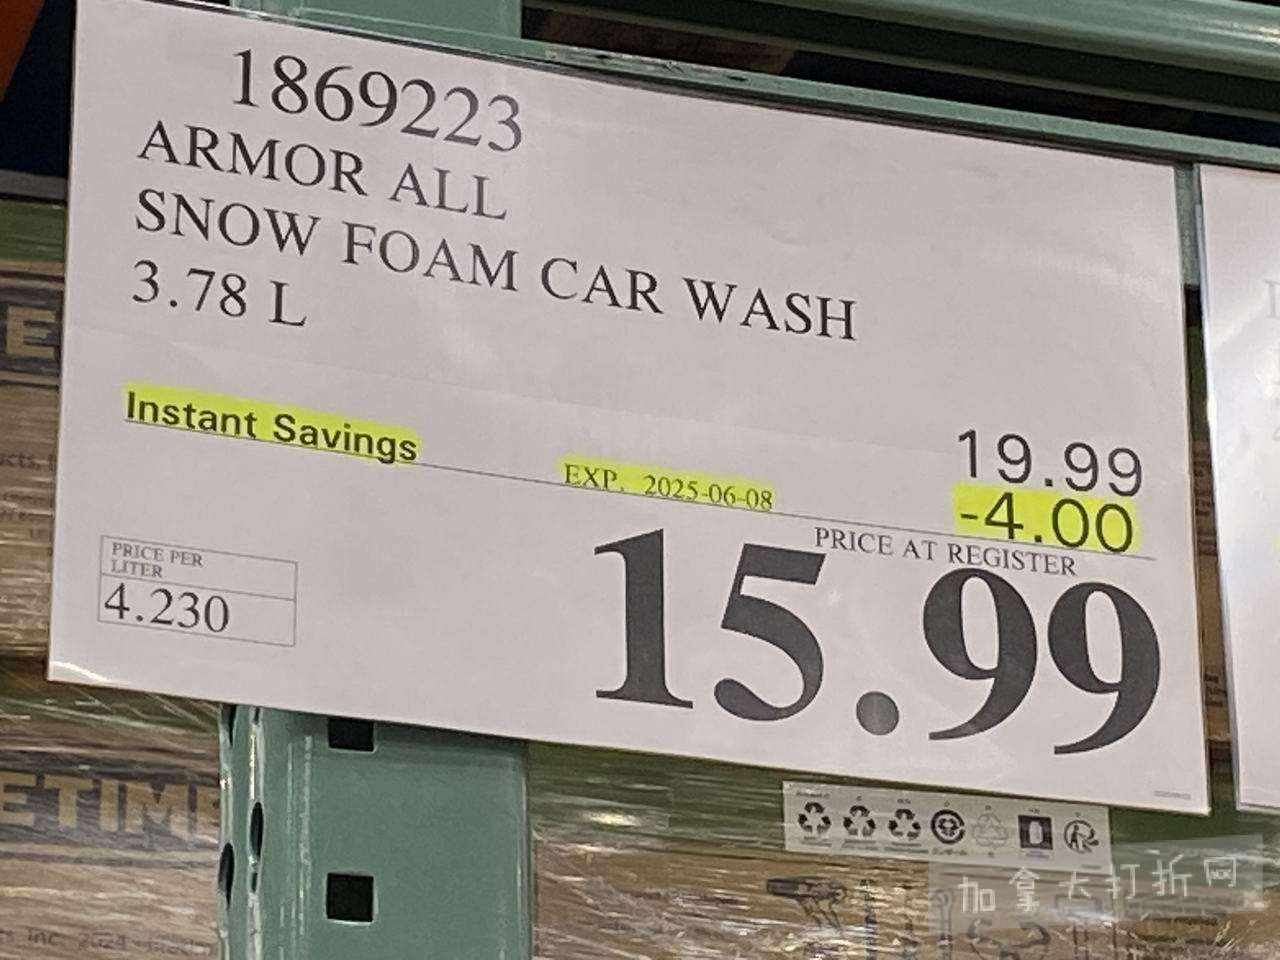 1869223
ARMOR ALL
SNOW FOAM CAR WASH
3.78 L
Instant Savings
EXP. 2025-06-08
19.99
-4.00
PRICE AT REGISTER
15.99
PRICE PER
LITER
4.230
ETIME
加拿大打折网